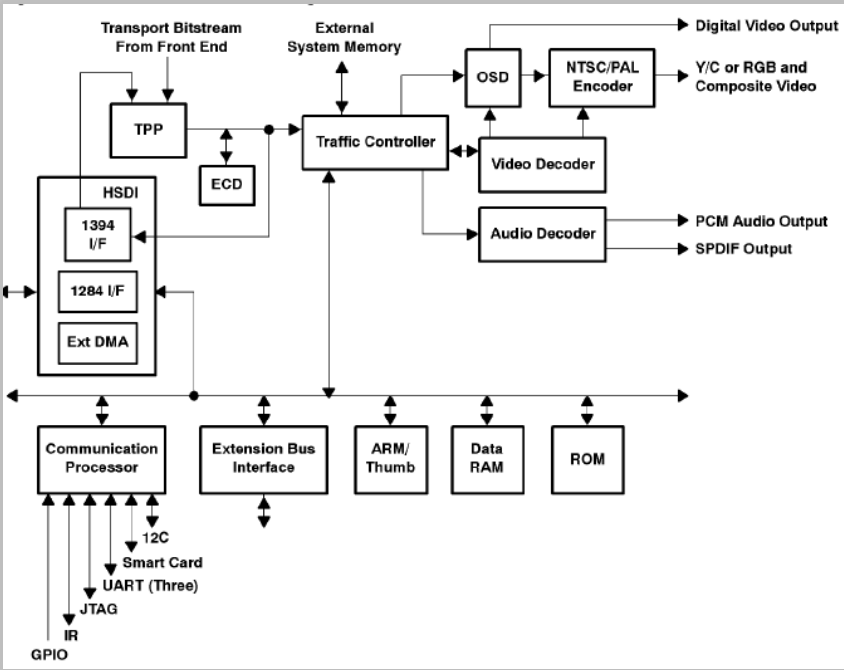 Transport Bitstream
From Front End
External
System Memory
Digital Video Output
OSD
NTSC/PAL
Encoder
Y/C or RGB and
Composite Video
TPP
Traffic Controller
Video Decoder
ECD
HSDI
1394
I/F
Audio Decoder
PCM Audio Output
SPDIF Output
1284 I/F
Ext DMA
Communication
Processor
Extension Bus
Interface
ARM/
Thumb
Data
RAM
ROM
12C
Smart Card
UART (Three)
JTAG
IR
GPIO